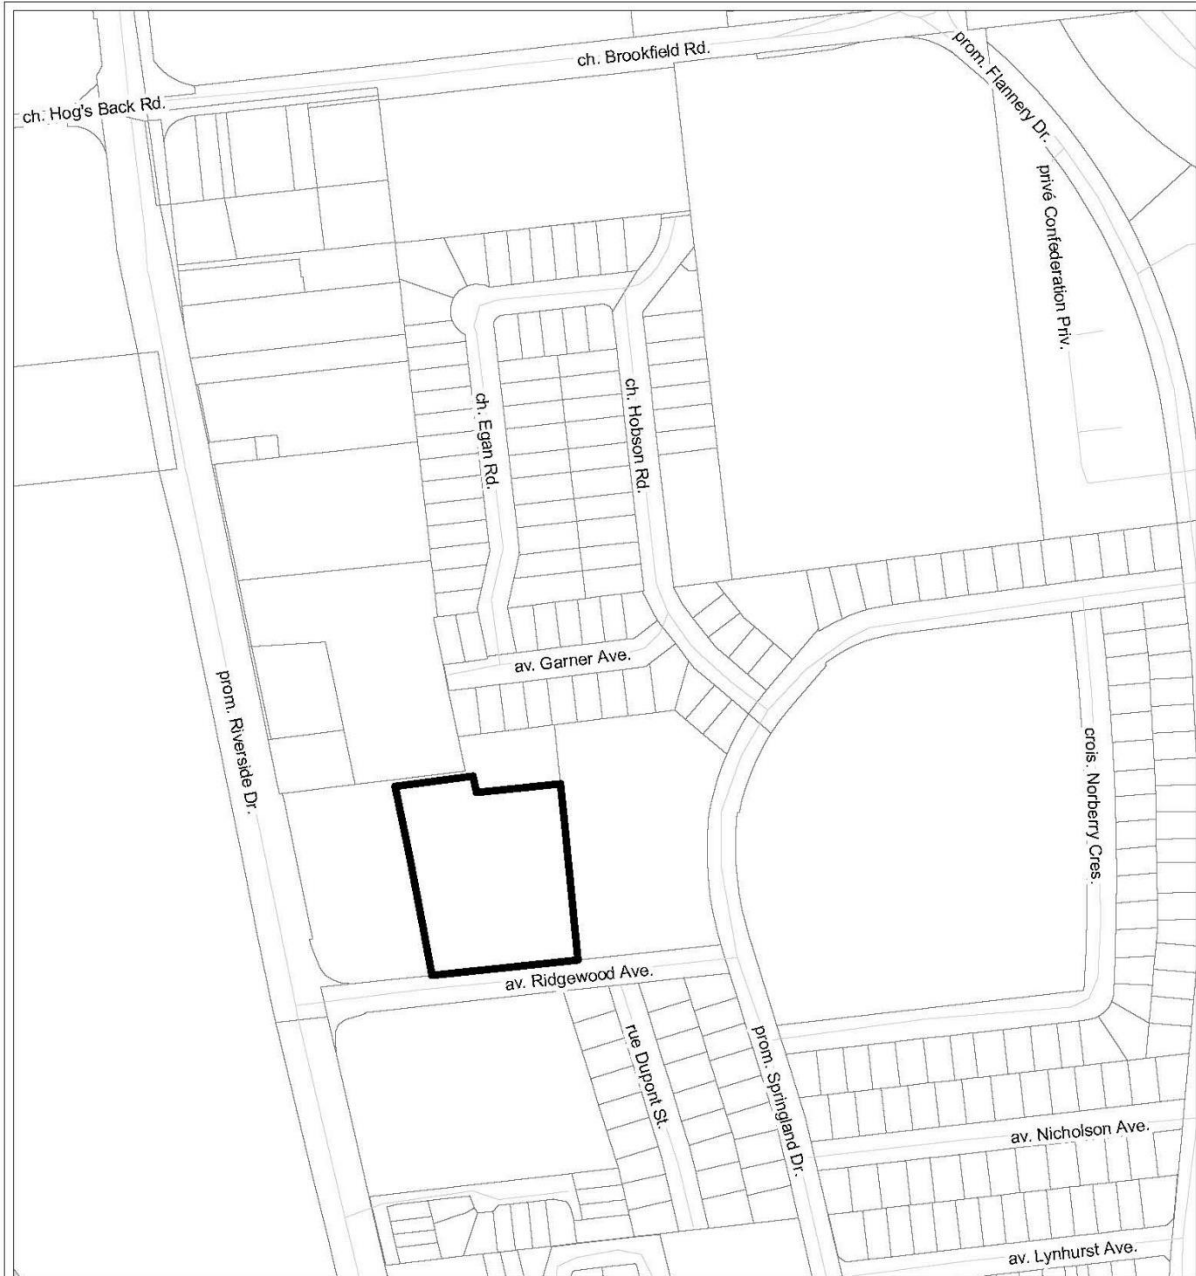 ch. Brookfield Rd.
prom. Flannery Dr.
ch. Hog's Back Rd.
privé Confederation Priv.
ch. Egan Rd.
ch. Hobson Rd.
av. Garner Ave.
prom. Riverside Dr.
crois. Norberry Cres.
av. Ridgewood Ave.
rue Dupont St.
prom. Springland Dr.
av. Nicholson Ave.
av. Lynhurst Ave.